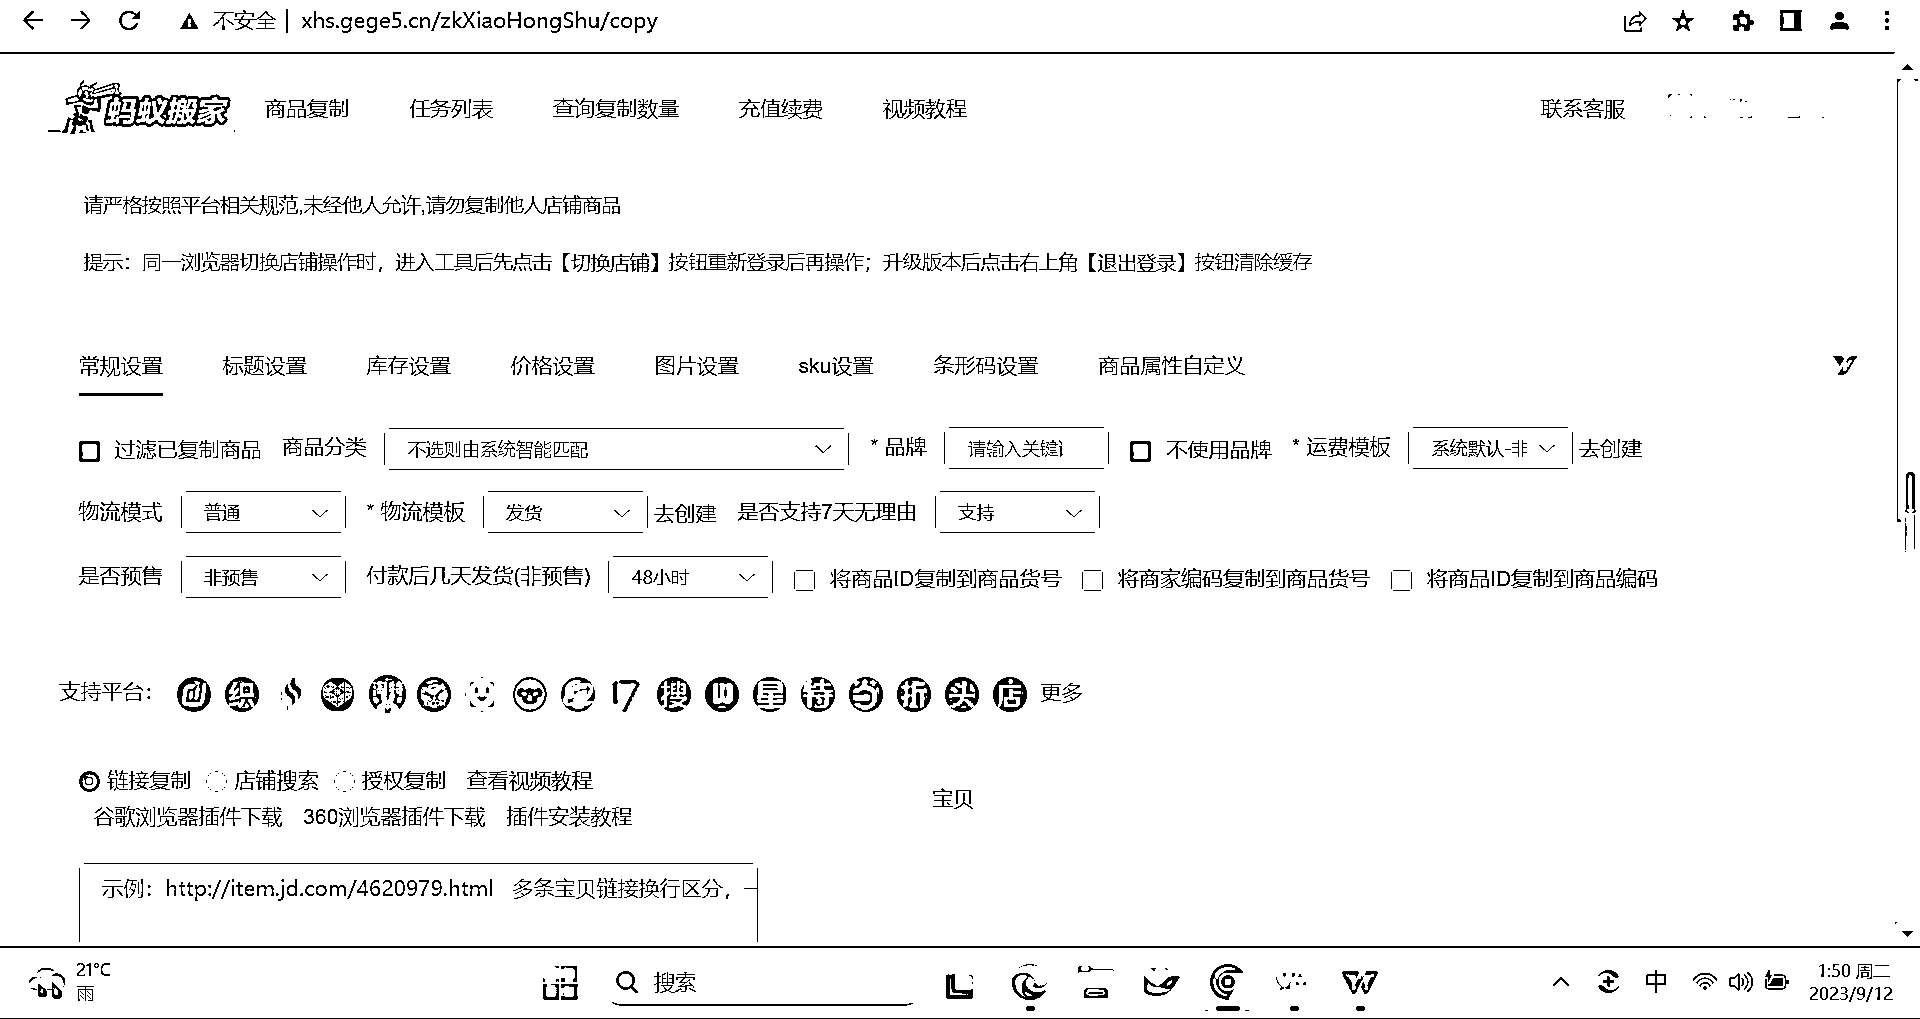 不安全 | xhs.gege5.cn/zkXiaoHongShu/copy
蚂蚁搬家 商品复制 任务列表 查询复制数量 充值续费 视频教程 联系客服
请严格按照平台相关规范,未经他人允许,请勿复制他人店铺商品
提示：同一浏览器切换店铺操作时，进入工具后先点击【切换店铺】按钮重新登录后再操作；升级版本后点击右上角【退出登录】按钮清除缓存
常规设置 标题设置 库存设置 价格设置 图片设置 sku设置 条形码设置 商品属性自定义
过滤已复制商品 商品分类 不选则由系统智能匹配 * 品牌 请输入关键 不使用品牌 * 运费模板 系统默认-非 去创建
物流模式 普通 * 物流模板 发货 去创建 是否支持7天无理由 支持
是否预售 非预售 付款后几天发货(非预售) 48小时 将商品ID复制到商品货号 将商家编码复制到商品货号 将商品ID复制到商品编码
支持平台： 织 17 搜 星 特 折 头 店 更多
链接复制 店铺搜索 授权复制 查看视频教程
谷歌浏览器插件下载 360浏览器插件下载 插件安装教程
宝贝
示例：http://item.jd.com/4620979.html 多条宝贝链接换行区分，
21°C
雨
搜索
中
1:50 周二
2023/9/12